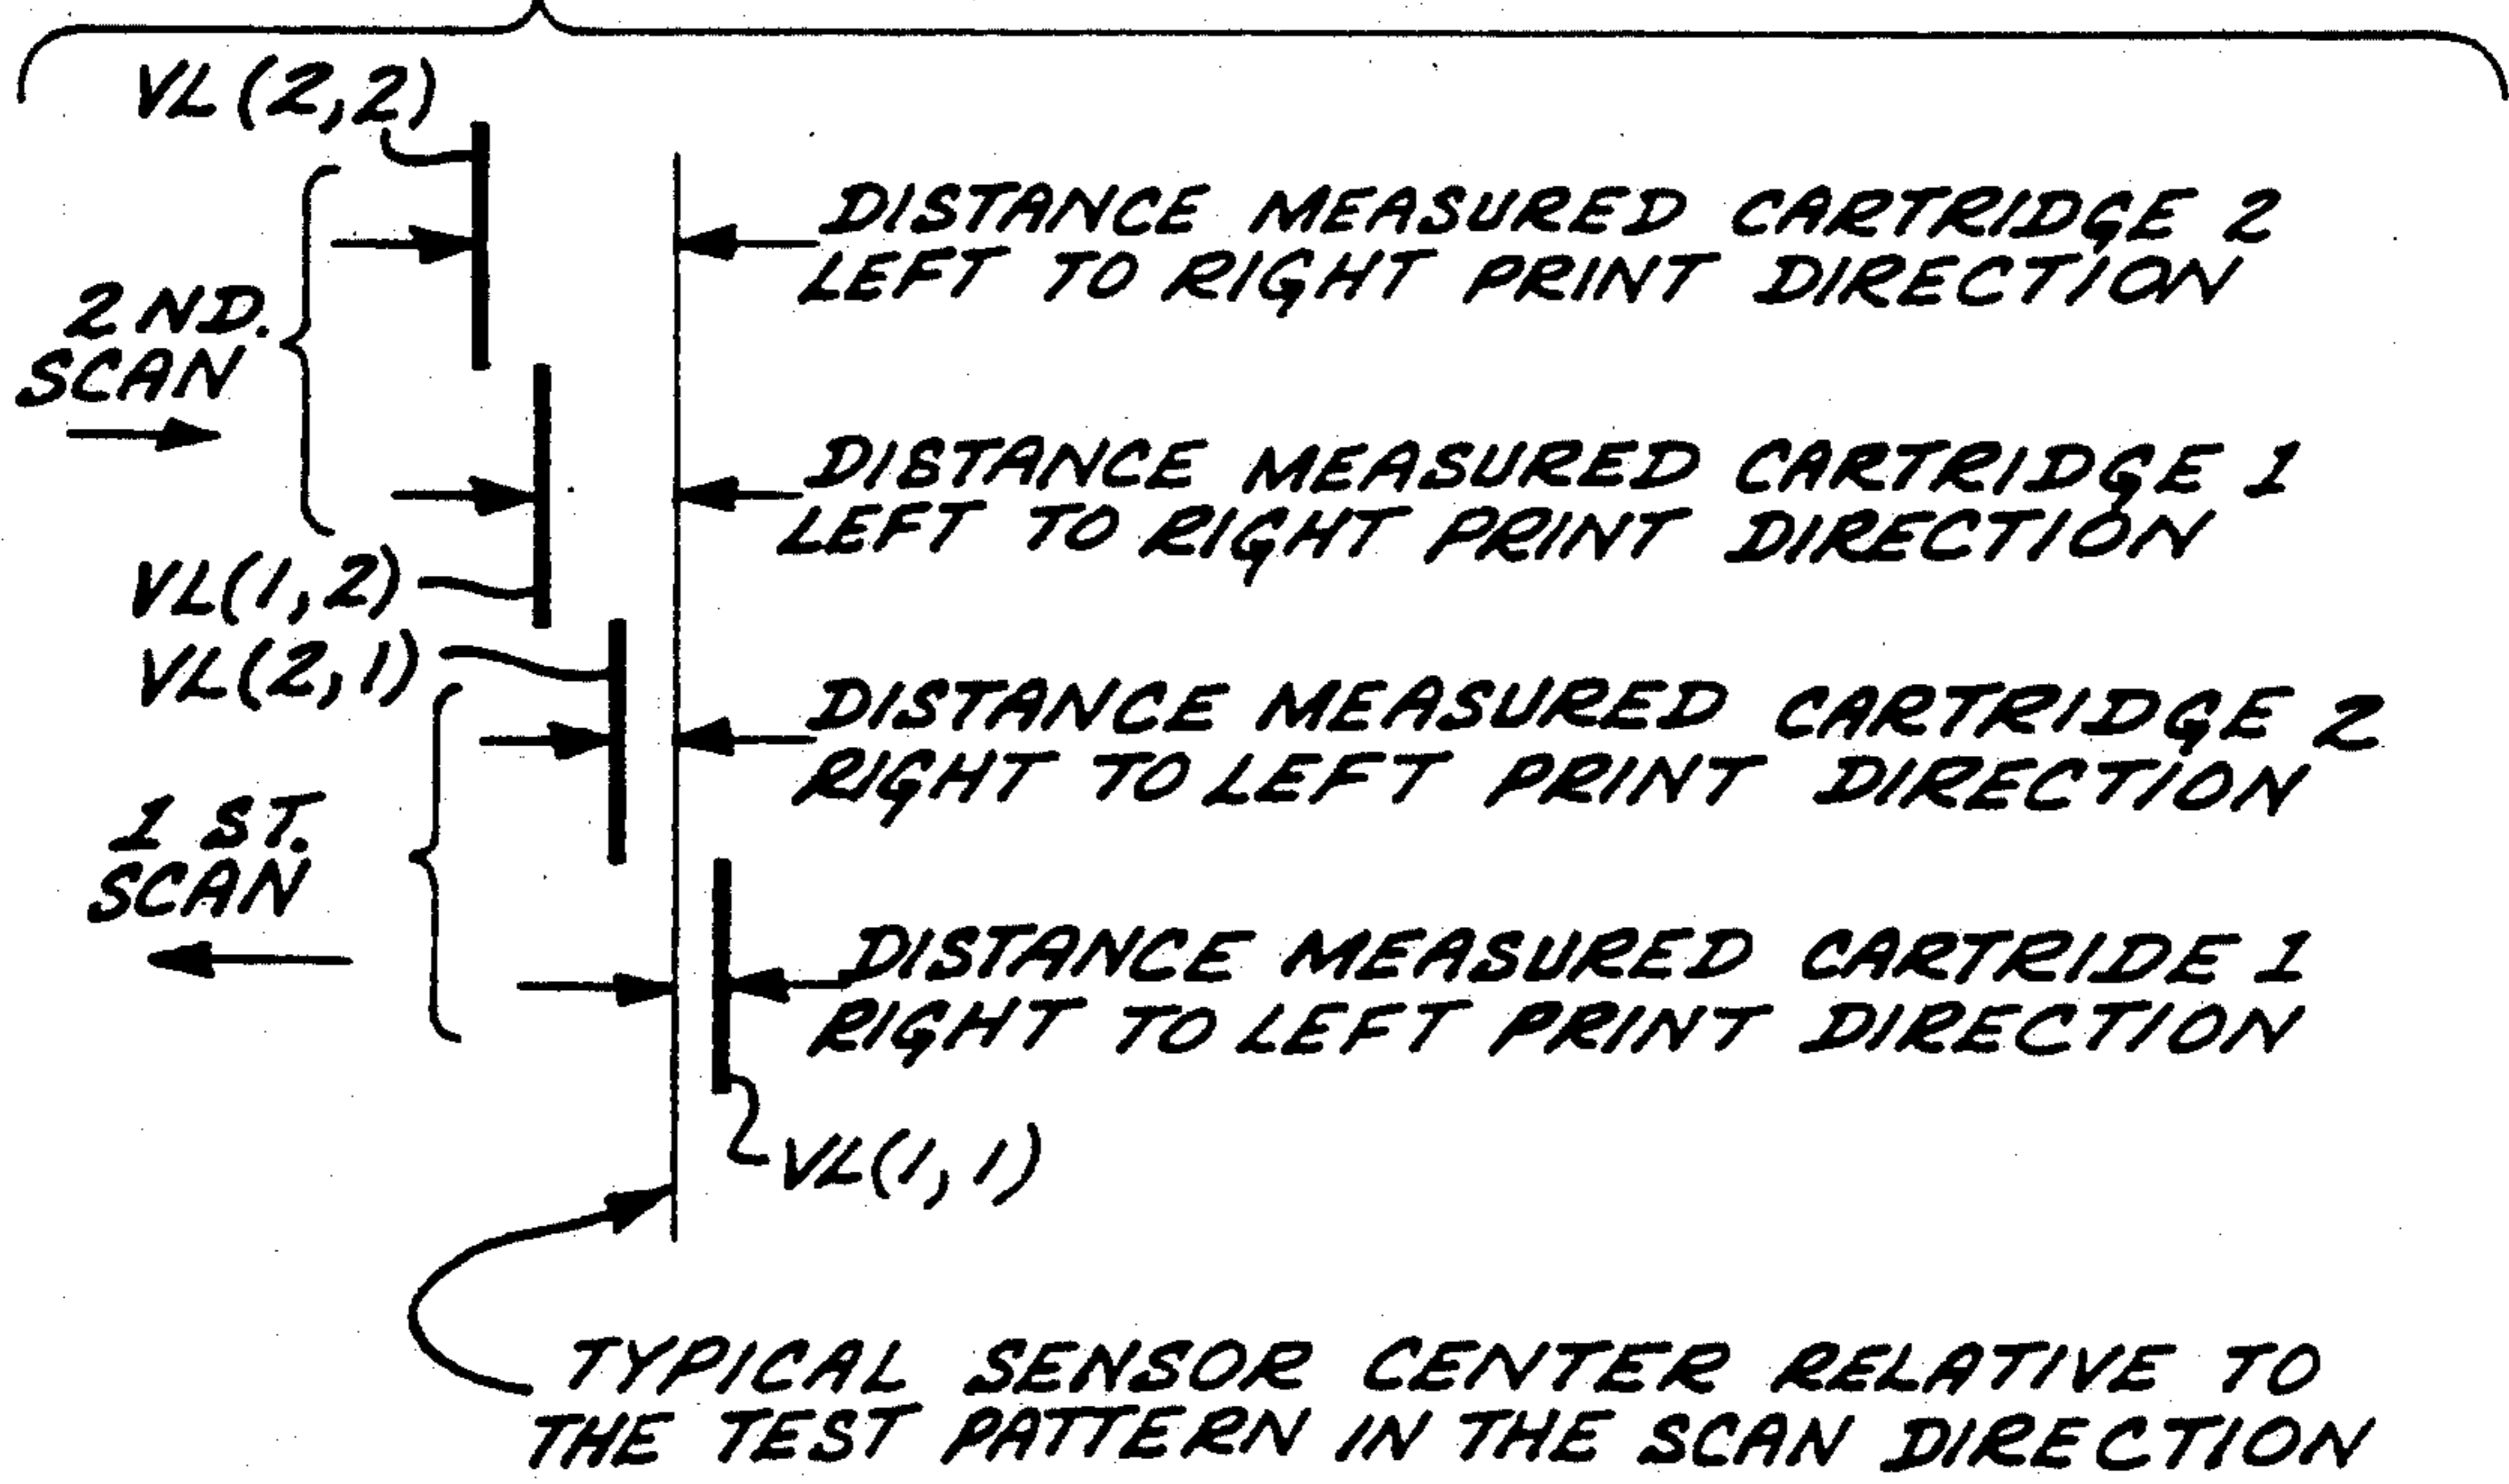 VL (2,2)
DISTANCE MEASURED CARTRIDGE 2
LEFT TO RIGHT PRINT DIRECTION
2 ND.
SCAN
DISTANCE MEASURED CARTRIDGE 1
LEFT TO RIGHT PRINT DIRECTION
VL(1,2)
VL(2,1)
DISTANCE MEASURED CARTRIDGE 2
RIGHT TO LEFT PRINT DIRECTION
1 ST.
SCAN
DISTANCE MEASURED CARTRIDE 1
RIGHT TO LEFT PRINT DIRECTION
VL(1,1)
TYPICAL SENSOR CENTER RELATIVE TO
THE TEST PATTERN IN THE SCAN DIRECTION